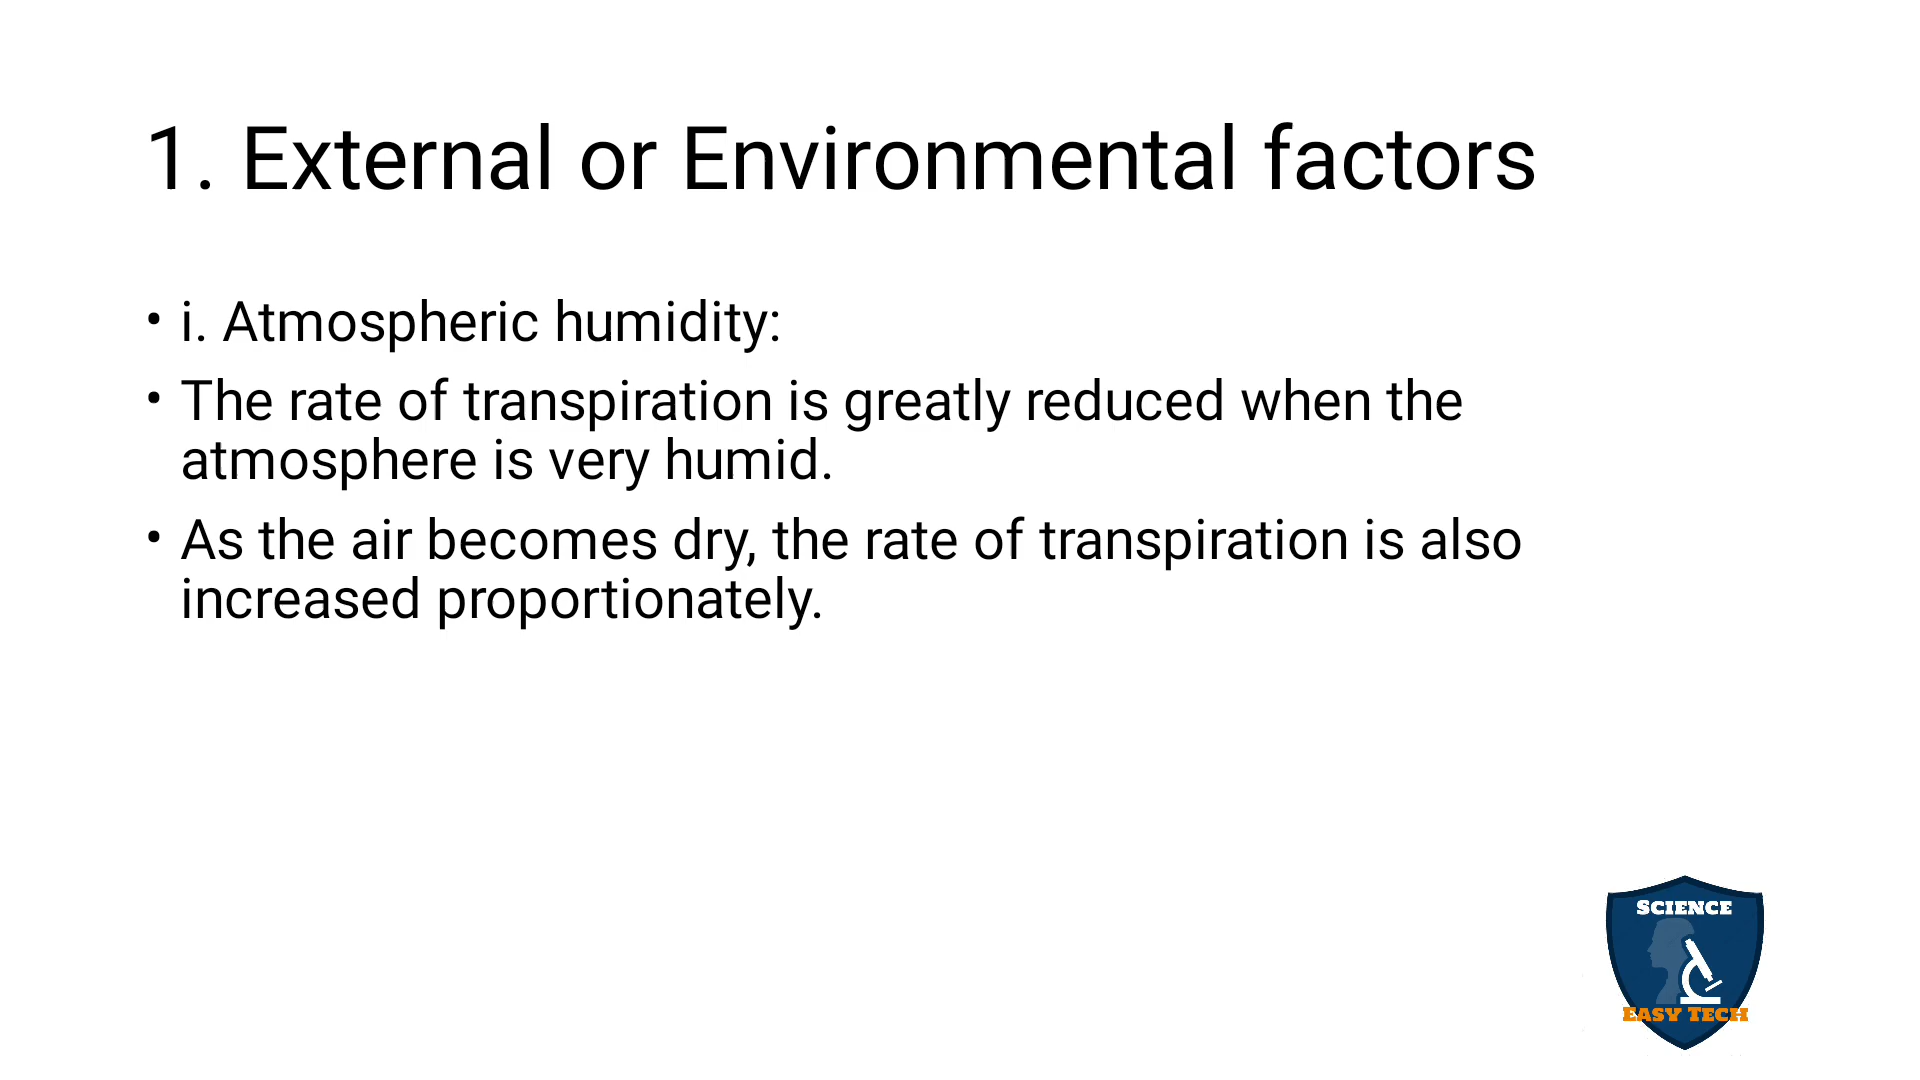 1. External or Environmental factors
• i. Atmospheric humidity:
• The rate of transpiration is greatly reduced when the
atmosphere is very humid.
• As the air becomes dry, the rate of transpiration is also
increased proportionately.
SCIENCE
EASY TECH